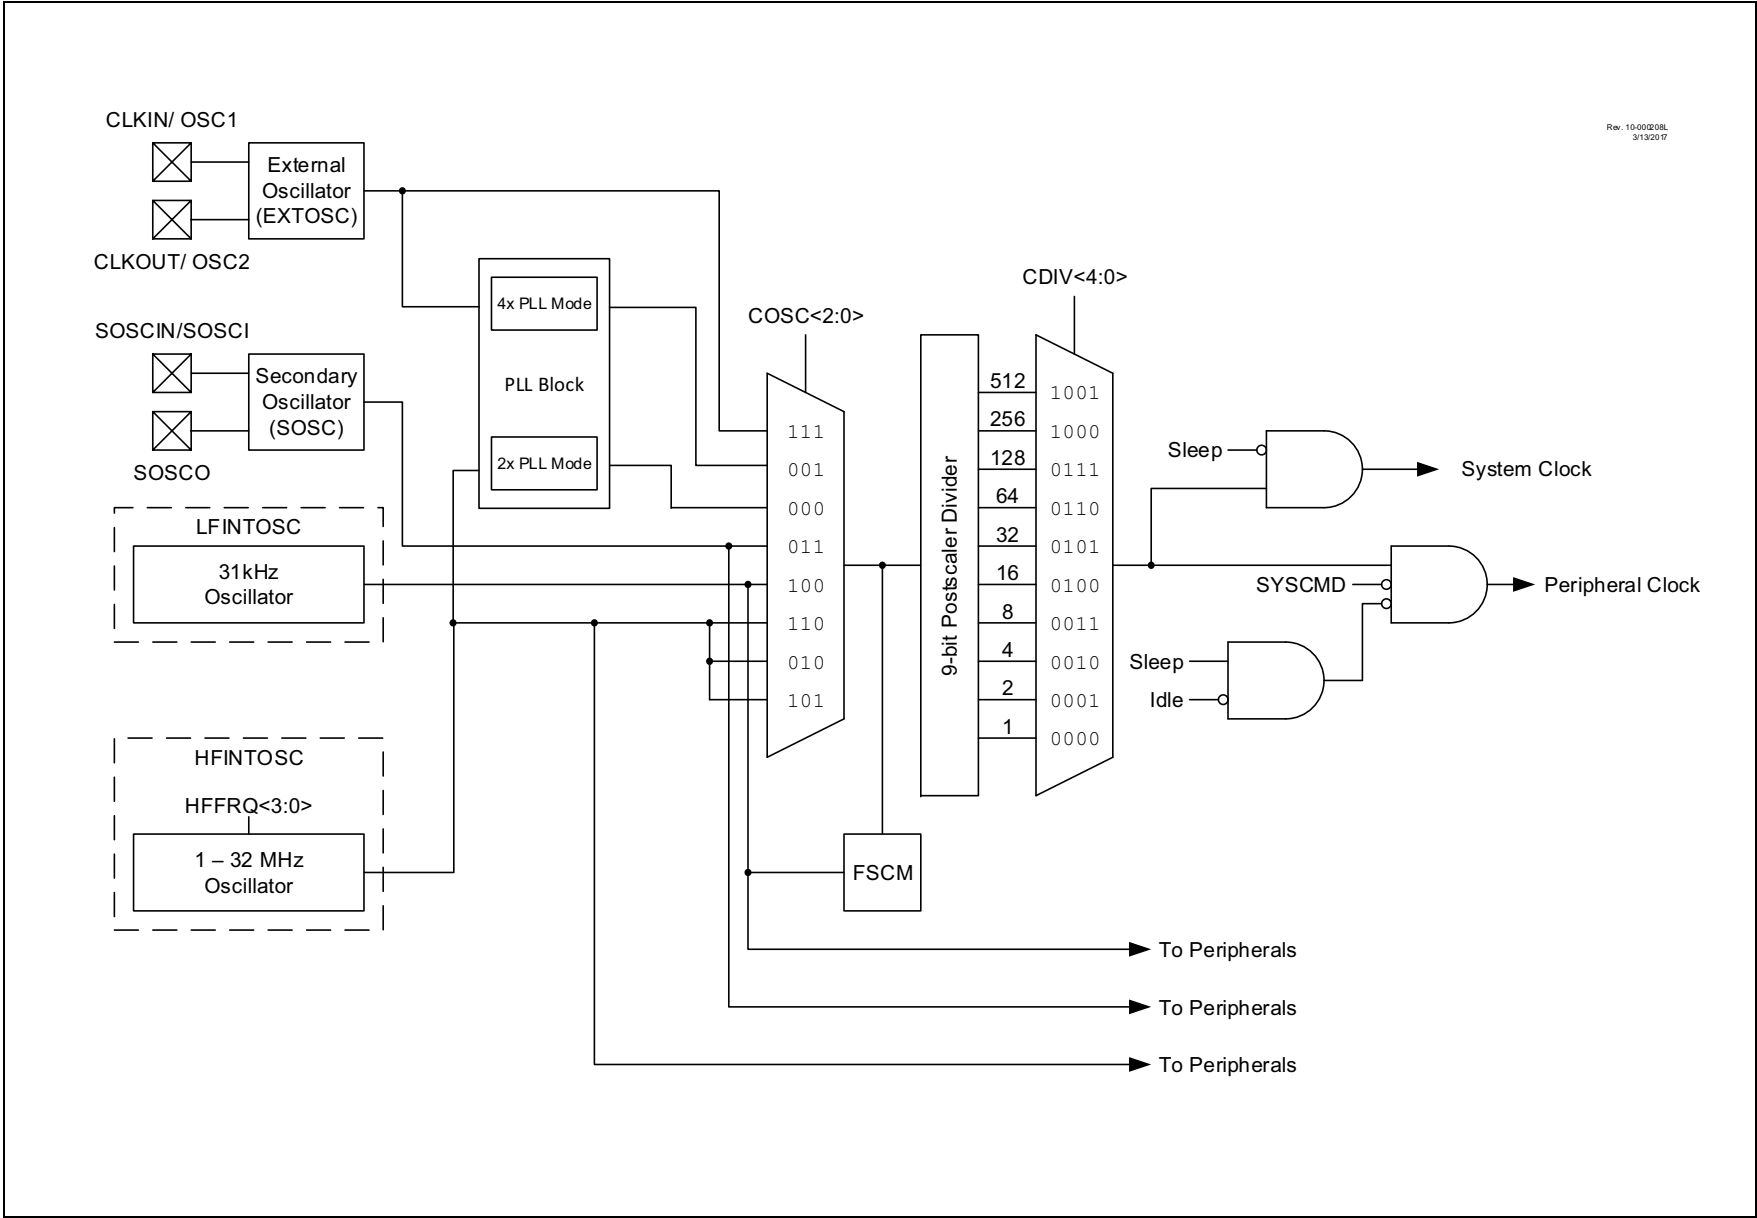 Rev. 10-000208L
3/13/2017
CLKIN/ OSC1
External
Oscillator
(EXTOSC)
CLKOUT/ OSC2
SOSCIN/SOSCI
Secondary
Oscillator
(SOSC)
SOSCO
LFINTOSC
31kHz
Oscillator
HFINTOSC
HFFRQ<3:0>
1 – 32 MHz
Oscillator
4x PLL Mode
PLL Block
2x PLL Mode
COSC<2:0>
111
001
000
011
100
110
010
101
FSCM
9-bit Postscaler Divider
CDIV<4:0>
512 1001
256 1000
128 0111
64 0110
32 0101
16 0100
8 0011
4 0010
2 0001
1 0000
Sleep
System Clock
SYSCMD
Peripheral Clock
Sleep
Idle
To Peripherals
To Peripherals
To Peripherals